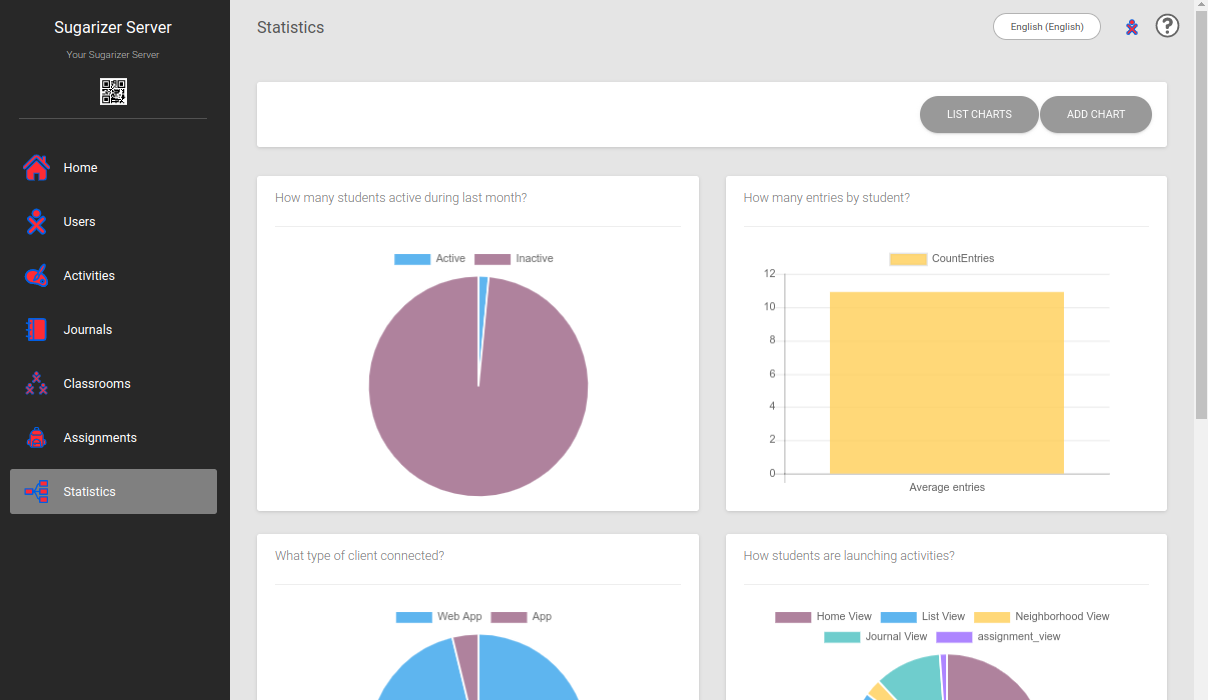 Sugarizer Server
Your Sugarizer Server
Home
Users
Activities
Journals
Classrooms
Assignments
Statistics
Statistics
English (English)
?
LIST CHARTS
ADD CHART
How many students active during last month?
Active
Inactive
How many entries by student?
CountEntries
12
10
8
6
4
2
0
Average entries
What type of client connected?
Web App
App
How students are launching activities?
Home View
List View
Neighborhood View
Journal View
assignment_view